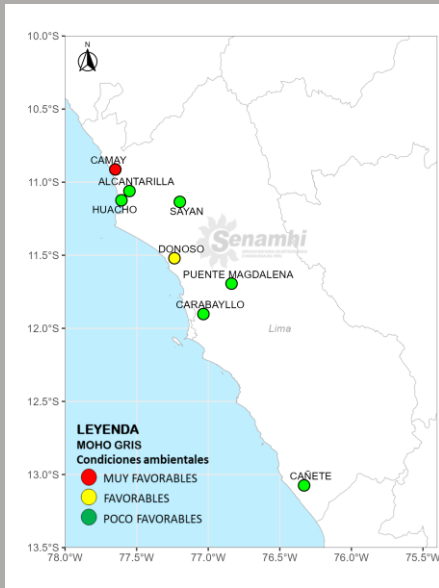 10.0°S
N
10.5°S
CAMAY
11.0°S
ALCANTARILLA
HUACHO
SAYAN
Senamhi
11.5°S
DONOSO
PUENTE MAGDALENA
CARABAYLLO
12.0°S
Lima
12.5°S
LEYENDA
MOHO GRIS
Condiciones ambientales
MUY FAVORABLES
FAVORABLES
POCO FAVORABLES
13.0°S
CAÑETE
13.5°S
78.0°W 77.5°W 77.0°W 76.5°W 76.0°W 75.5°W